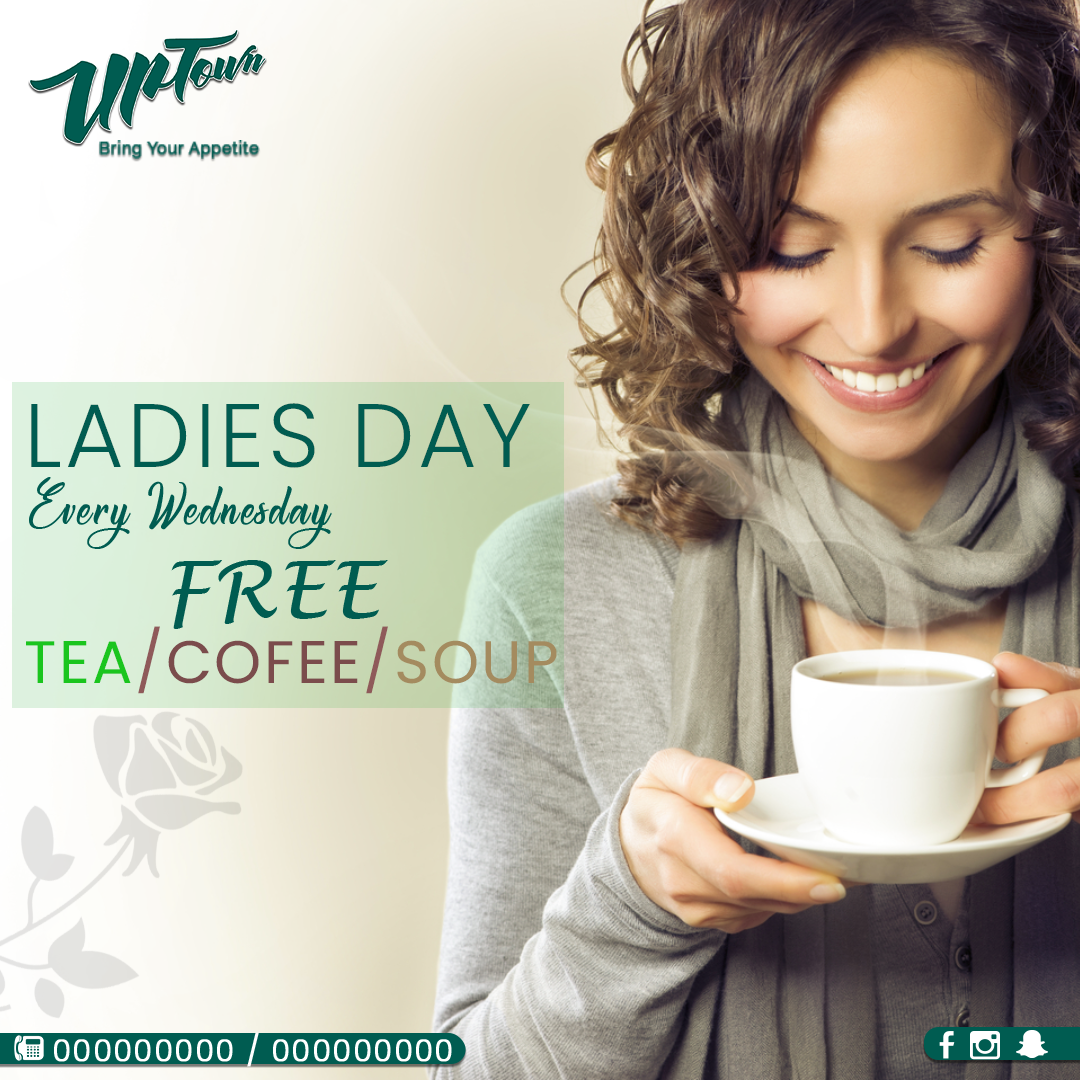 UpTown
Bring Your Appetite
LADIES DAY
Every Wednesday
FREE
TEA/COFEE/SOUP
000000000 / 000000000